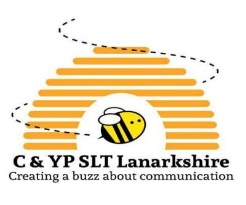 C & YP SLT Lanarkshire
Creating a buzz about communication